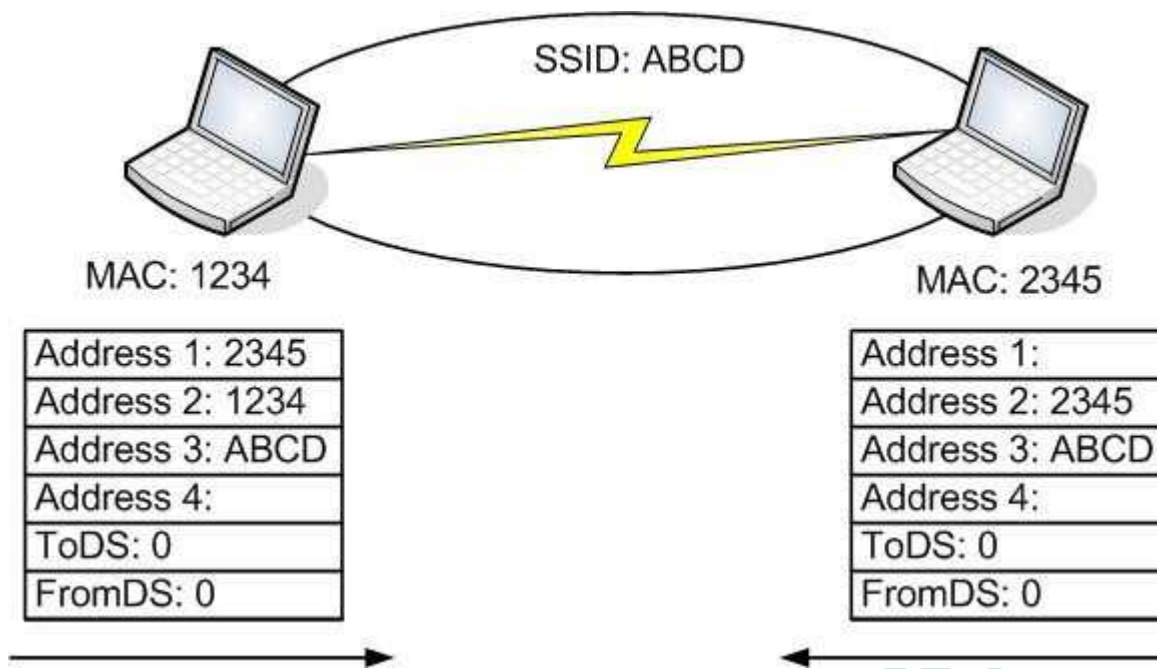 SSID: ABCD
MAC: 1234
MAC: 2345
Address 1: 2345
Address 2: 1234
Address 3: ABCD
Address 4:
ToDS: 0
FromDS: 0
Address 1:
Address 2: 2345
Address 3: ABCD
Address 4:
ToDS: 0
FromDS: 0